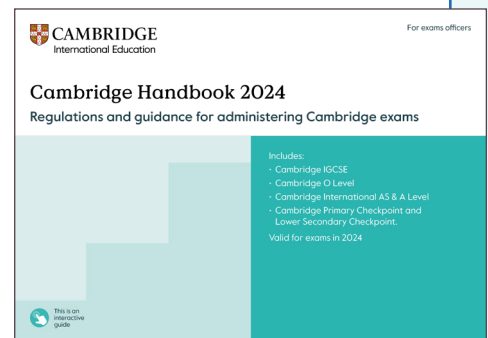 CAMBRIDGE
International Education
For exams officers
Cambridge Handbook 2024
Regulations and guidance for administering Cambridge exams
Includes:
· Cambridge IGCSE
· Cambridge O Level
· Cambridge International AS & A Level
· Cambridge Primary Checkpoint and
Lower Secondary Checkpoint.
Valid for exams in 2024
This is an
interactive
guide